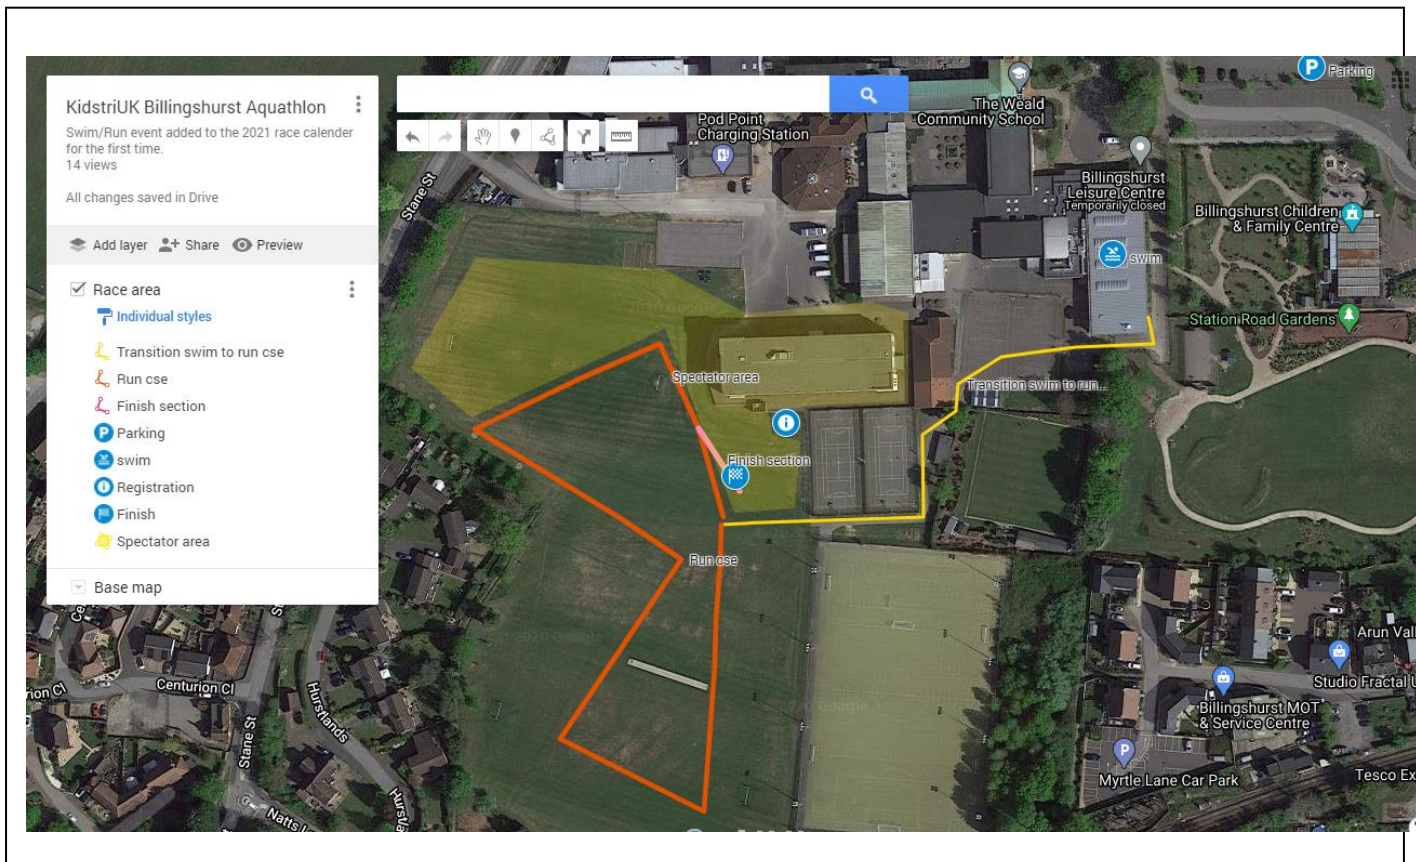 KidstriUK Billingshurst Aquathlon
Swim/Run event added to the 2021 race calender
for the first time.
14 views
All changes saved in Drive
Add layer
Share
Preview
Race area
Individual styles
Transition swim to run cse
Run cse
Finish section
Parking
swim
Registration
Finish
Spectator area
Base map
Parking
The Weald
Community School
Pod Point
Charging Station
Stane St
Billingshurst
Leisure Centre
Temporarily closed
Billingshurst Children
& Family Centre
swim
Station Road Gardens
Spectator area
Transition swim to run...
Finish section
Run cse
2020 Google
Google
Arun Val
Studio Fractal
Billingshurst MOT
& Service Centre
Myrtle Lane Car Park
Tesco Ex
Centurion Cl
Hurstlands
Stane St
Natts